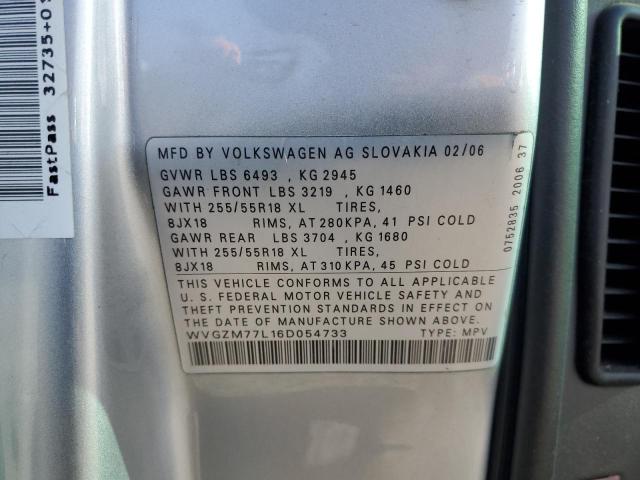 FastPass 32735+0
MFD BY VOLKSWAGEN AG SLOVAKIA 02/06
GVWR LBS 6493 , KG 2945
GAWR FRONT LBS 3219 , KG 1460
WITH 255/55R18 XL TIRES,
8JX18 RIMS, AT 280KPA, 41 PSI COLD
GAWR REAR LBS 3704 , KG 1680
WITH 255/55R18 XL TIRES,
8JX18 RIMS, AT 310KPA, 45 PSI COLD
THIS VEHICLE CONFORMS TO ALL APPLICABLE
U.S. FEDERAL MOTOR VEHICLE SAFETY AND
THEFT PREVENTION STANDARDS IN EFFECT ON
THE DATE OF MANUFACTURE SHOWN ABOVE.
WVGZM77L16D054733 TYPE: MPV
0752835 2006 37